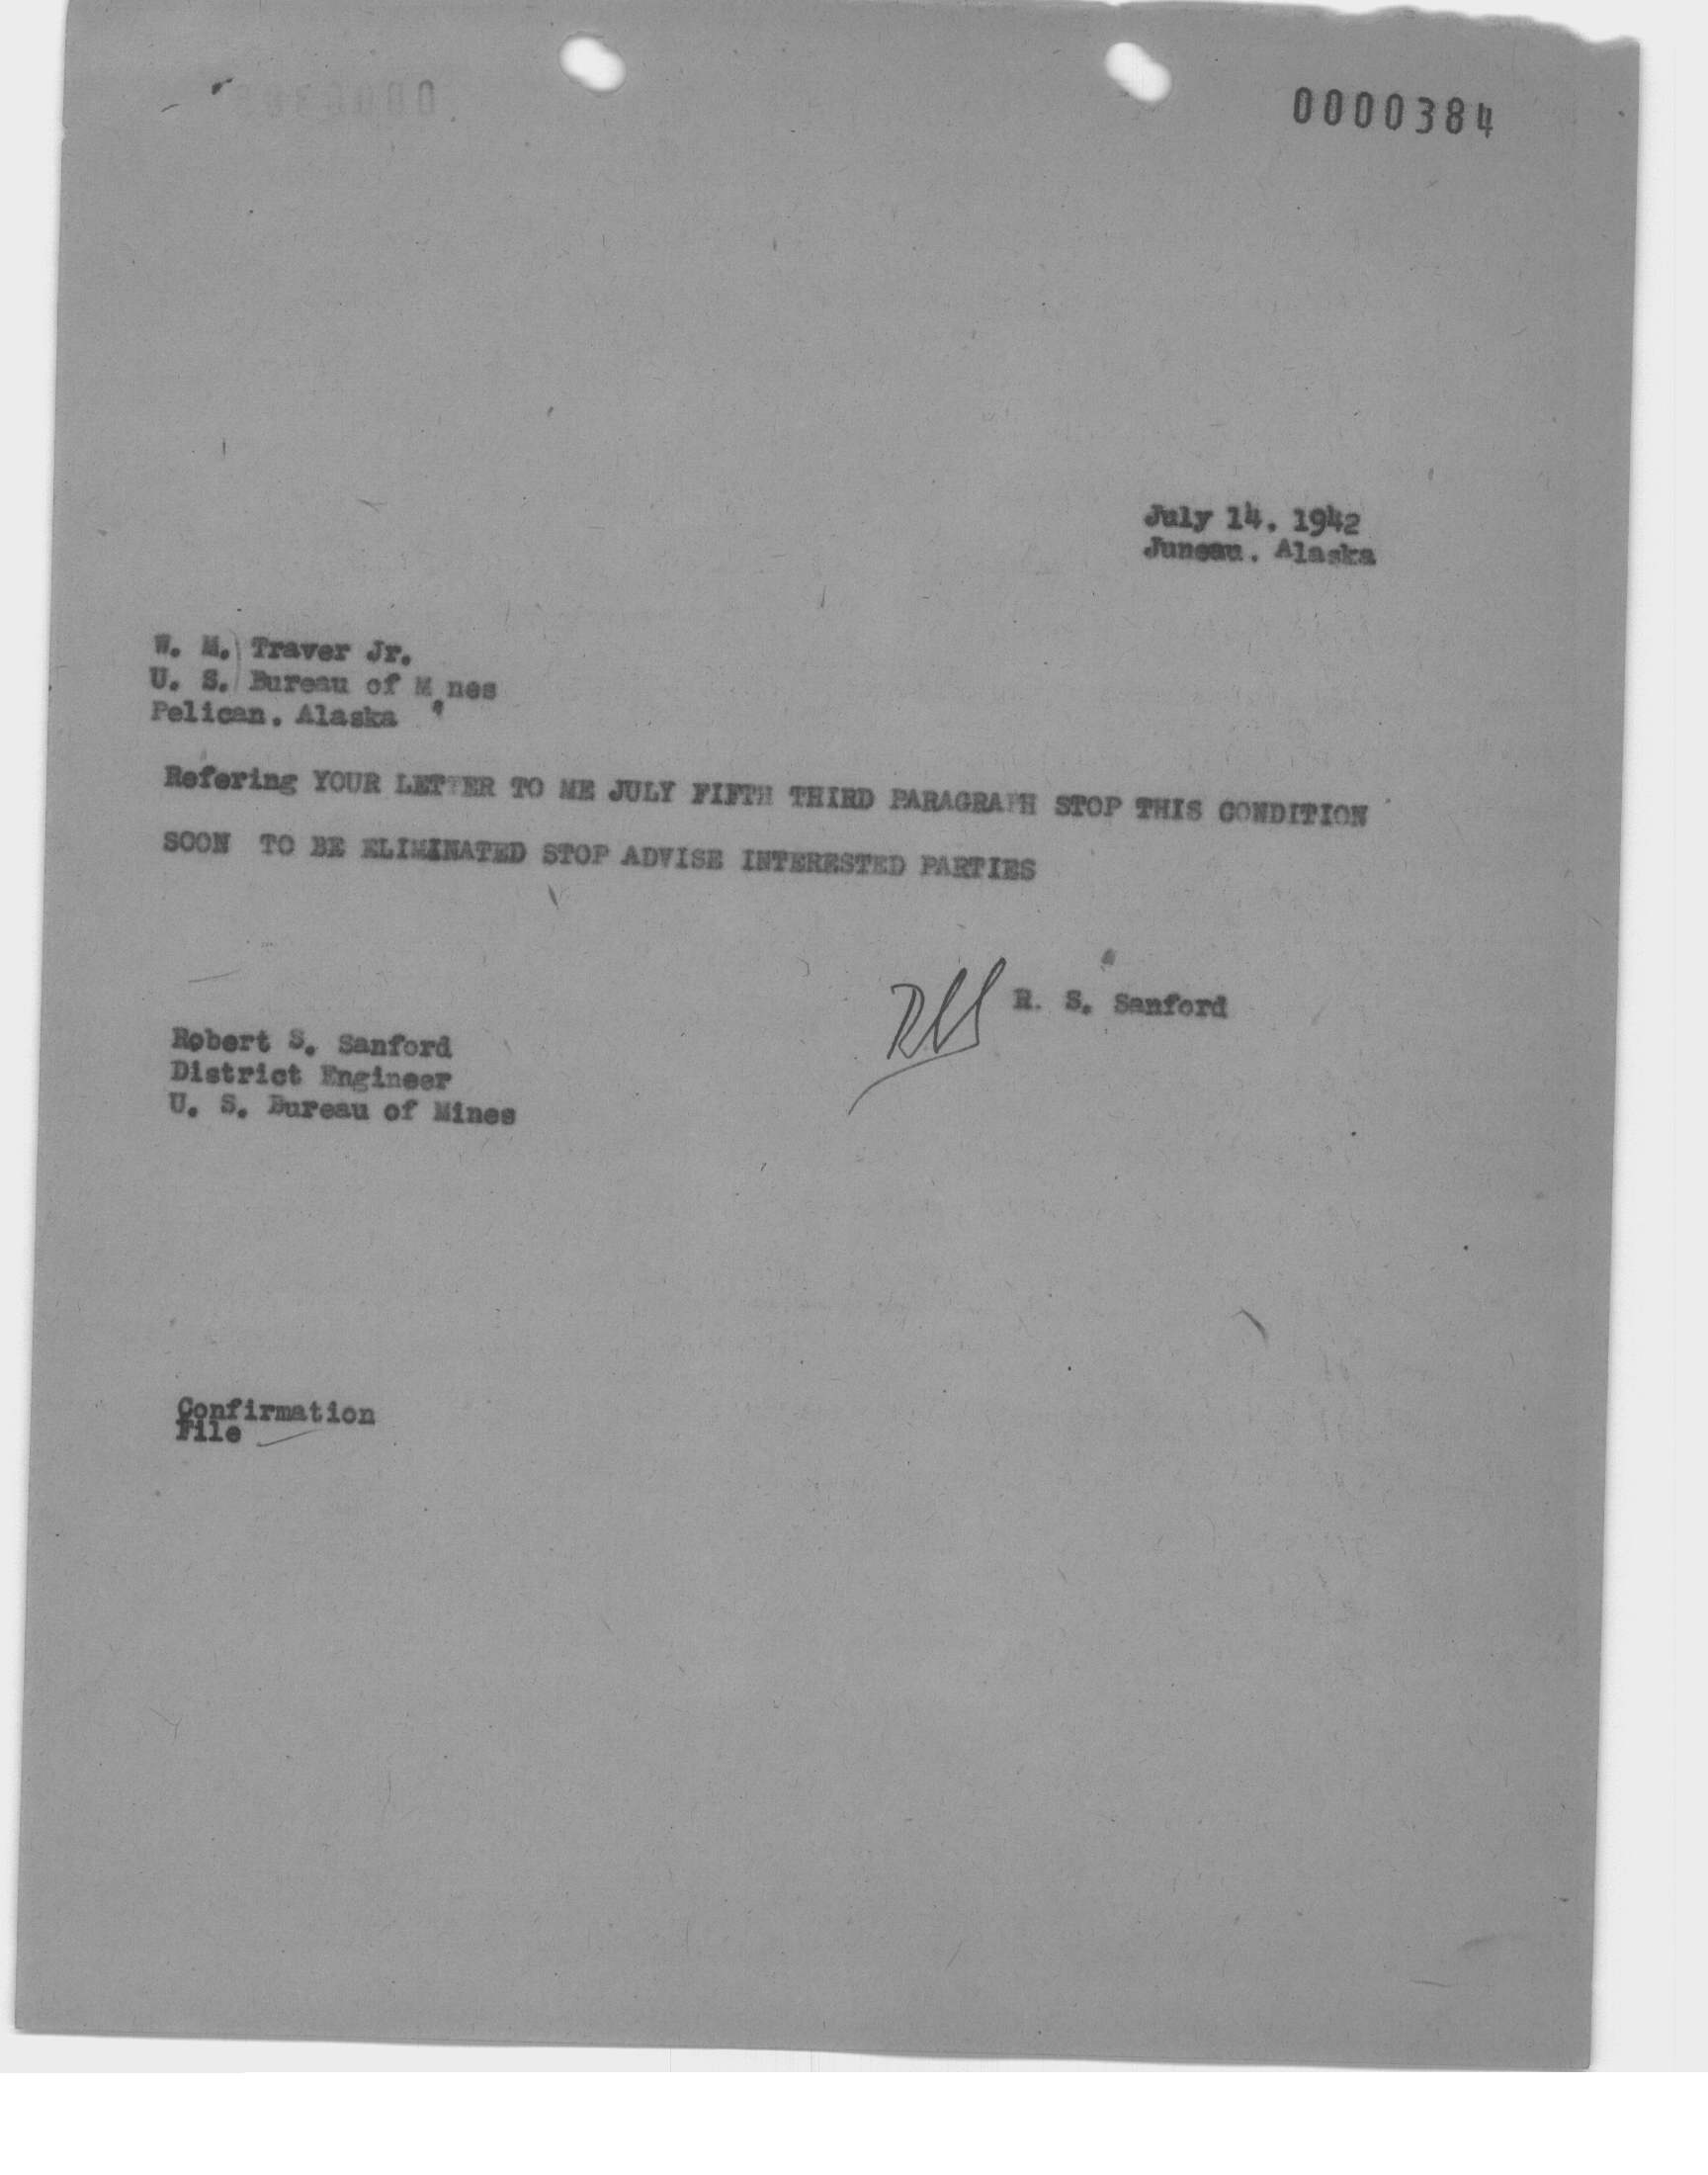 0000384
July 14. 1942
Juneau. Alaska
W. M. Traver Jr.
U. S. Bureau of M nes
Pelican. Alaska
Refering YOUR LETTER TO ME JULY FIFTH THIRD PARAGRAPH STOP THIS CONDITION
SOON TO BE ELIMINATED STOP ADVISE INTERESTED PARTIES
RSS R. S. Sanford
Robert S. Sanford
District Engineer
U. S. Bureau of Mines
Confirmation
File